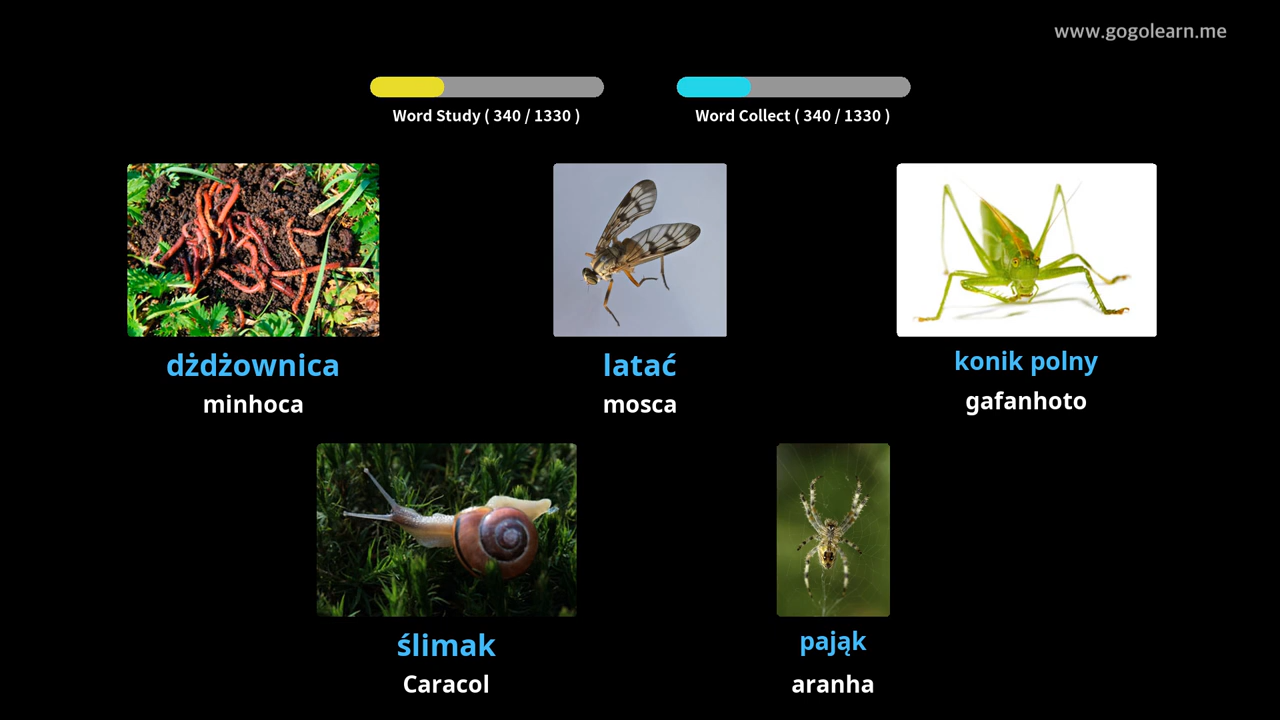 www.gogolearn.me
Word Study ( 340 / 1330 )
Word Collect ( 340 / 1330 )
dżdżownica
minhoca
latać
mosca
konik polny
gafanhoto
ślimak
Caracol
pająk
aranha